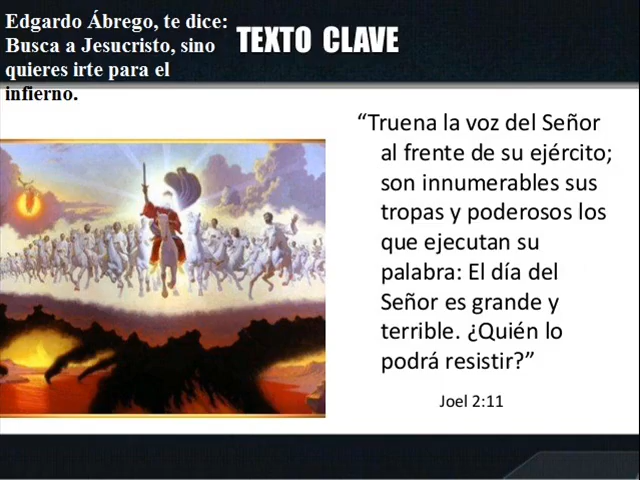 Edgardo Ábrego, te dice:
Busca a Jesucristo, sino
quieres irte para el
infierno.
TEXTO CLAVE
“Truena la voz del Señor
al frente de su ejército;
son innumerables sus
tropas y poderosos los
que ejecutan su
palabra: El día del
Señor es grande y
terrible. ¿Quién lo
podrá resistir?”
Joel 2:11